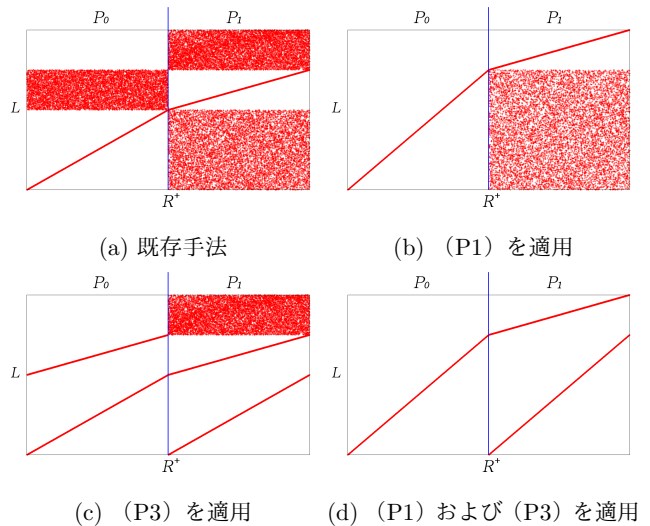 P₀ P₁
L
R⁺
(a) 既存手法
P₀ P₁
L
R⁺
(b) （P1）を適用
P₀ P₁
L
R⁺
(c) （P3）を適用
P₀ P₁
L
R⁺
(d) （P1）および（P3）を適用